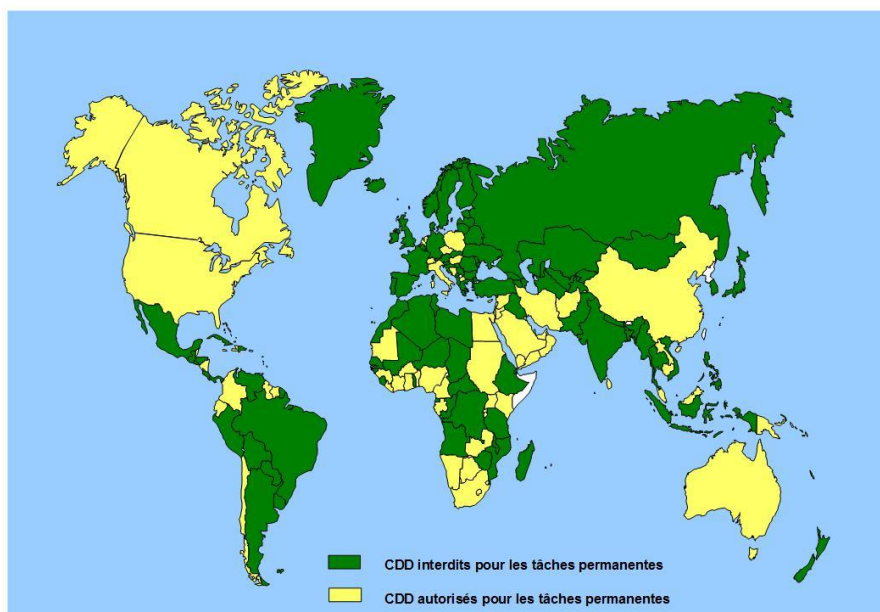 CDD interdits pour les tâches permanentes
CDD autorisés pour les tâches permanentes